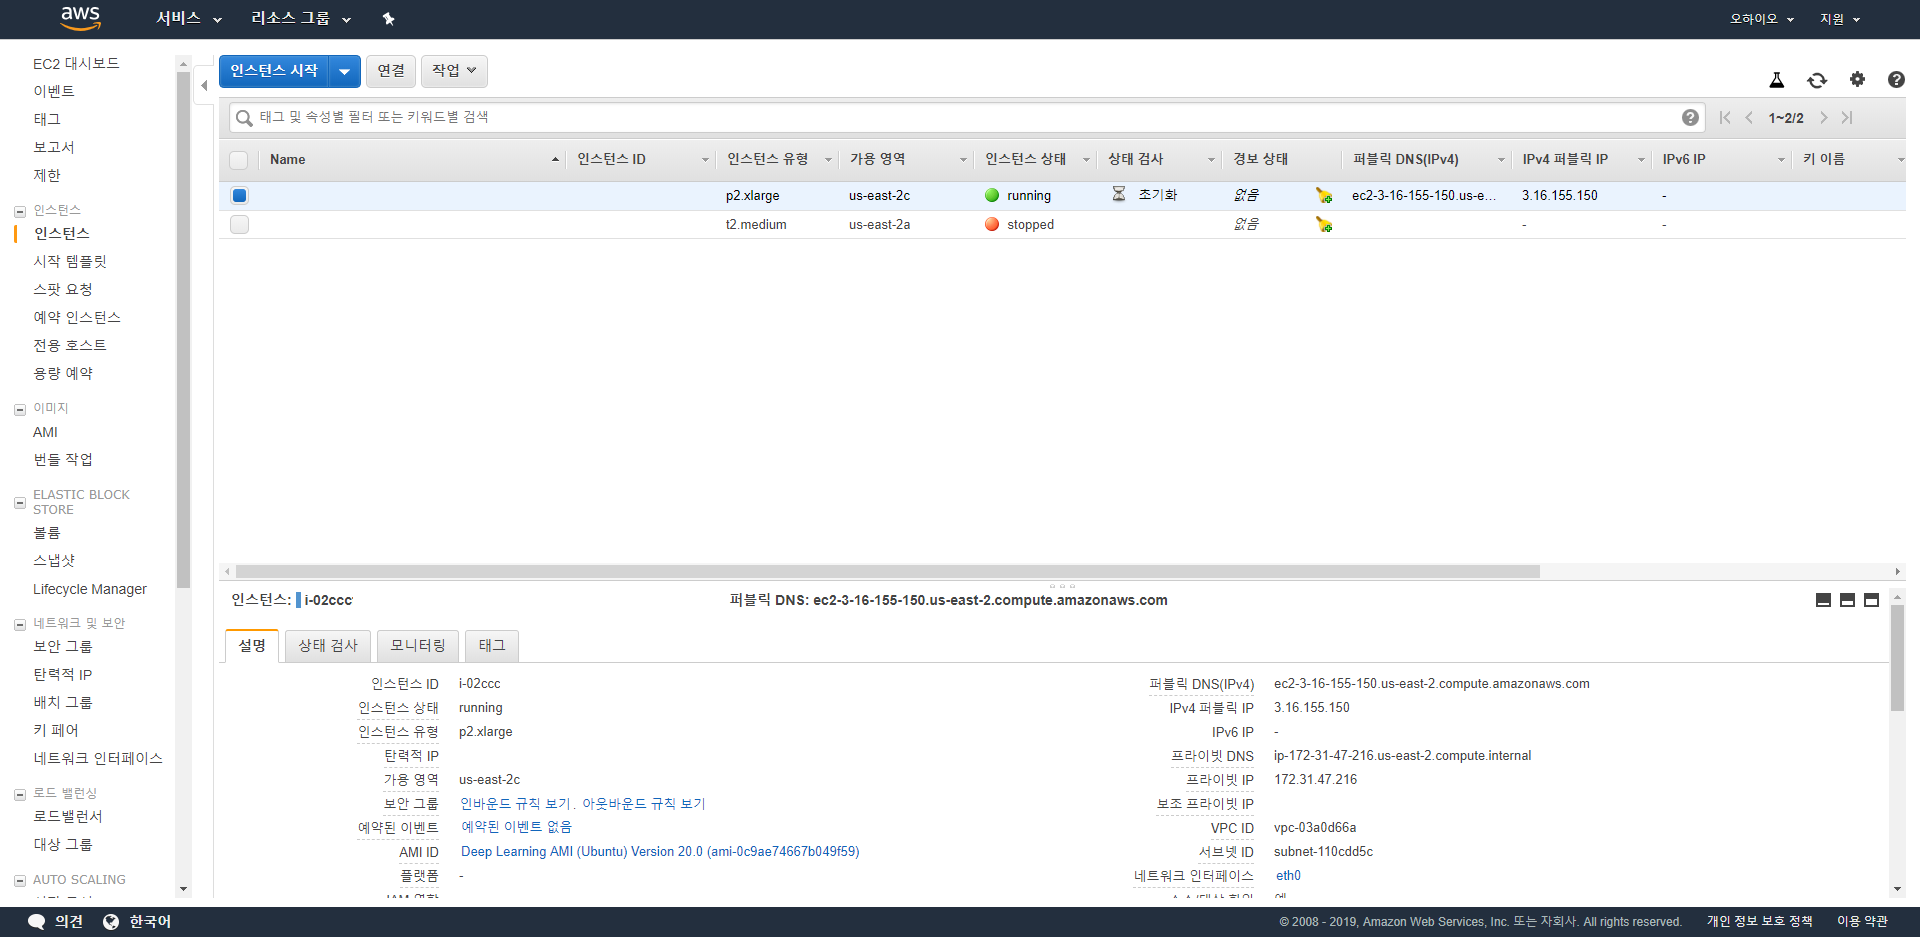 aws 서비스 리소스 그룹 오하이오 지원
EC2 대시보드
이벤트
태그
보고서
제한
인스턴스
인스턴스
시작 템플릿
스팟 요청
예약 인스턴스
전용 호스트
용량 예약
이미지
AMI
번들 작업
ELASTIC BLOCK
STORE
볼륨
스냅샷
Lifecycle Manager
네트워크 및 보안
보안 그룹
탄력적 IP
배치 그룹
키 페어
네트워크 인터페이스
로드 밸런싱
로드밸런서
대상 그룹
AUTO SCALING
인스턴스 시작 연결 작업
태그 및 속성별 필터 또는 키워드별 검색 1~2/2
Name 인스턴스 ID 인스턴스 유형 가용 영역 인스턴스 상태 상태 검사 경보 상태 퍼블릭 DNS(IPv4) IPv4 퍼블릭 IP IPv6 IP 키 이름
p2.xlarge us-east-2c running 초기화 없음 ec2-3-16-155-150.us-e... 3.16.155.150 -
t2.medium us-east-2a stopped 없음 - -
인스턴스: i-02ccc 퍼블릭 DNS: ec2-3-16-155-150.us-east-2.compute.amazonaws.com
설명 상태 검사 모니터링 태그
인스턴스 ID i-02ccc 퍼블릭 DNS(IPv4) ec2-3-16-155-150.us-east-2.compute.amazonaws.com
인스턴스 상태 running IPv4 퍼블릭 IP 3.16.155.150
인스턴스 유형 p2.xlarge IPv6 IP -
탄력적 IP 프라이빗 DNS ip-172-31-47-216.us-east-2.compute.internal
가용 영역 us-east-2c 프라이빗 IP 172.31.47.216
보안 그룹 인바운드 규칙 보기. 아웃바운드 규칙 보기 보조 프라이빗 IP
예약된 이벤트 예약된 이벤트 없음 VPC ID vpc-03a0d66a
AMI ID Deep Learning AMI (Ubuntu) Version 20.0 (ami-0c9ae74667b049f59) 서브넷 ID subnet-110cdd5c
플랫폼 - 네트워크 인터페이스 eth0
의견 한국어 © 2008 - 2019, Amazon Web Services, Inc. 또는 자회사. All rights reserved. 개인 정보 보호 정책 이용 약관